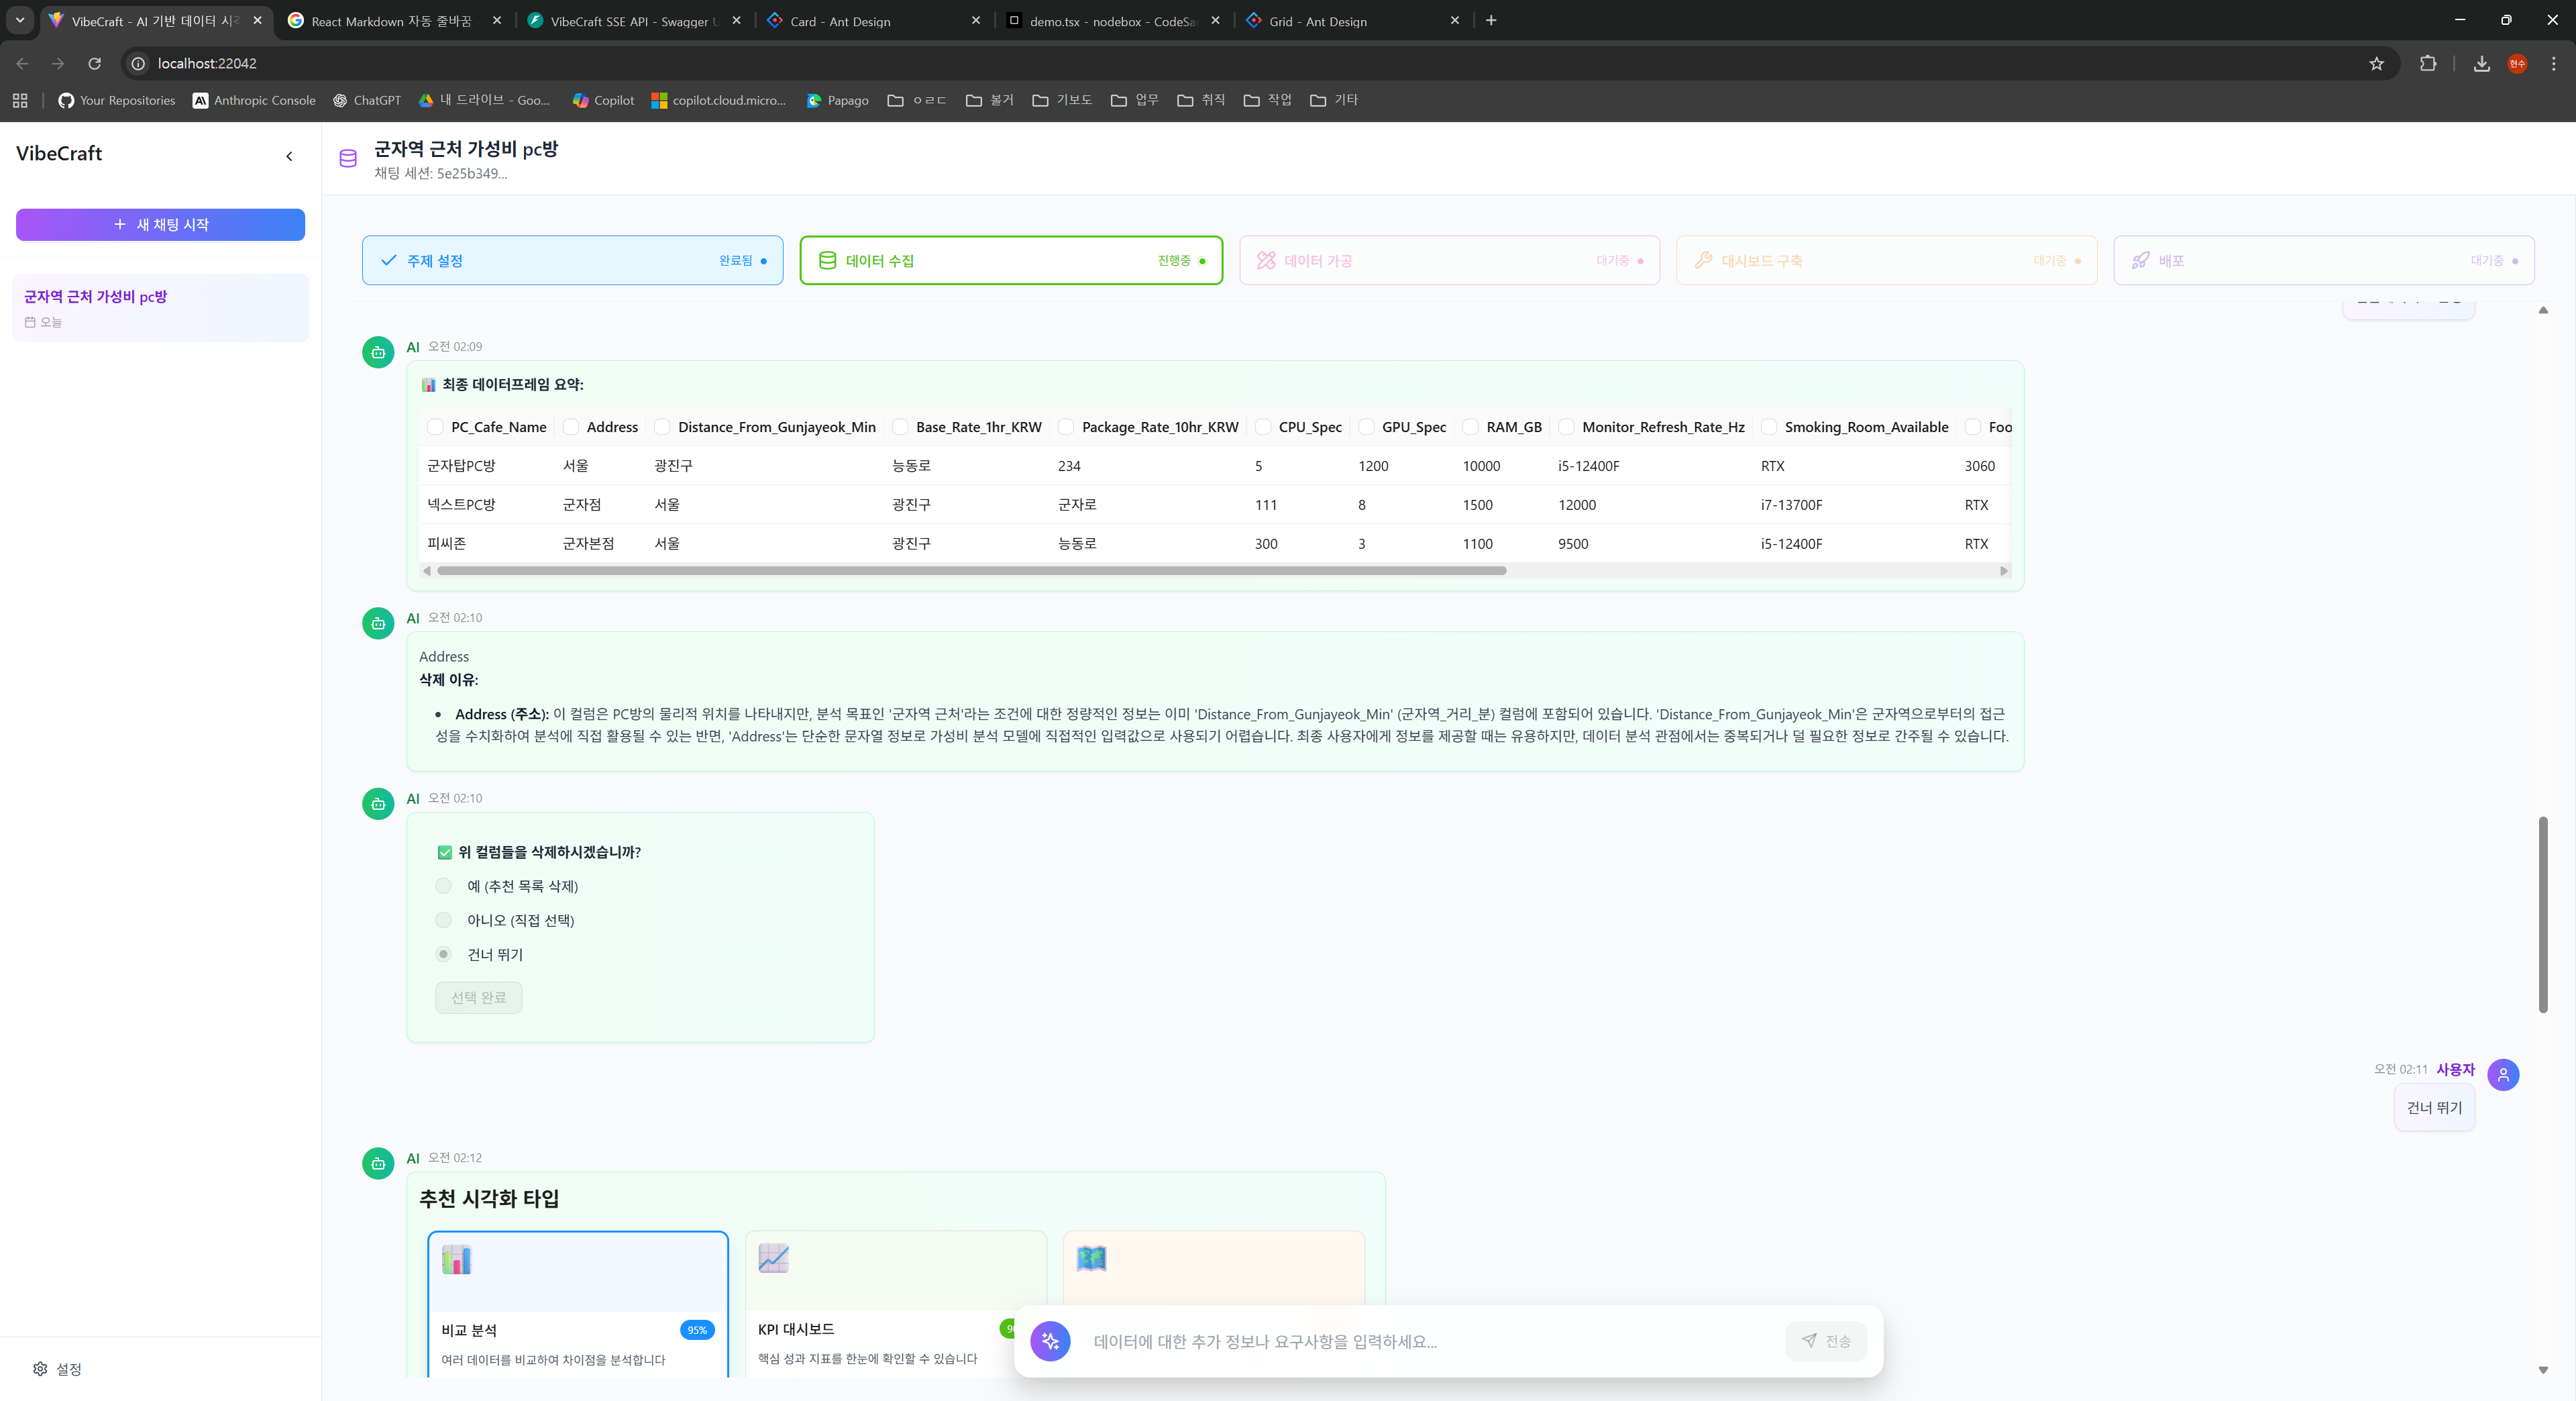 VibeCraft - AI 기반 데이터 시각
React Markdown 자동 줄바꿈
VibeCraft SSE API - Swagger U
Card - Ant Design
demo.tsx - nodebox - CodeSa
Grid - Ant Design
localhost:22042
현수
Your Repositories
Anthropic Console
ChatGPT
내 드라이브 - Goo...
Copilot
copilot.cloud.micro...
Papago
ㅇㄹㄷ
볼거
기보도
업무
취직
작업
기타
VibeCraft
새 채팅 시작
군자역 근처 가성비 pc방
오늘
설정
군자역 근처 가성비 pc방
채팅 세션: 5e25b349...
주제 설정 완료됨
데이터 수집 진행중
데이터 가공 대기중
대시보드 구축 대기중
배포 대기중
AI 오전 02:09
최종 데이터프레임 요약:
PC_Cafe_Name Address Distance_From_Gunjayeok_Min Base_Rate_1hr_KRW Package_Rate_10hr_KRW CPU_Spec GPU_Spec RAM_GB Monitor_Refresh_Rate_Hz Smoking_Room_Available Foo
군자탑PC방 서울 광진구 능동로 234 5 1200 10000 i5-12400F RTX 3060
넥스트PC방 군자점 서울 광진구 군자로 111 8 1500 12000 i7-13700F RTX
피씨존 군자본점 서울 광진구 능동로 300 3 1100 9500 i5-12400F RTX
AI 오전 02:10
Address
삭제 이유:
• Address (주소): 이 컬럼은 PC방의 물리적 위치를 나타내지만, 분석 목표인 '군자역 근처'라는 조건에 대한 정량적인 정보는 이미 'Distance_From_Gunjayeok_Min' (군자역_거리_분) 컬럼에 포함되어 있습니다. 'Distance_From_Gunjayeok_Min'은 군자역으로부터의 접근
성을 수치화하여 분석에 직접 활용될 수 있는 반면, 'Address'는 단순한 문자열 정보로 가성비 분석 모델에 직접적인 입력값으로 사용되기 어렵습니다. 최종 사용자에게 정보를 제공할 때는 유용하지만, 데이터 분석 관점에서는 중복되거나 덜 필요한 정보로 간주될 수 있습니다.
AI 오전 02:10
위 컬럼들을 삭제하시겠습니까?
예 (추천 목록 삭제)
아니오 (직접 선택)
건너 뛰기
선택 완료
오전 02:11 사용자
건너 뛰기
AI 오전 02:12
추천 시각화 타입
비교 분석 95%
여러 데이터를 비교하여 차이점을 분석합니다
KPI 대시보드
핵심 성과 지표를 한눈에 확인할 수 있습니다
데이터에 대한 추가 정보나 요구사항을 입력하세요...
전송